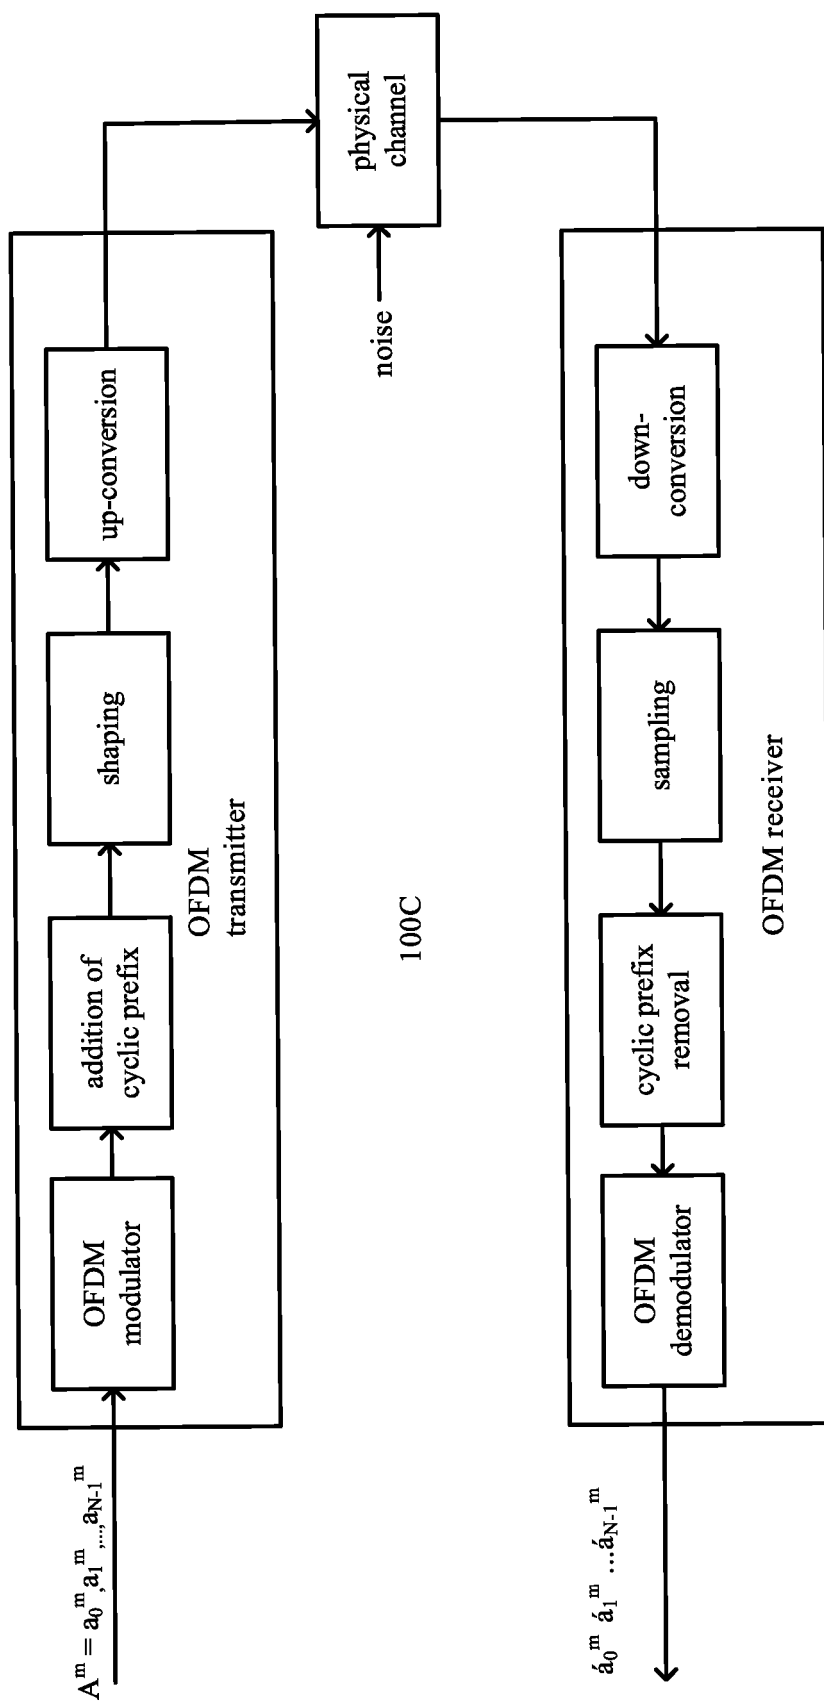 A^m = a_0^m,a_1^m,...,a_{N-1}^m
OFDM
modulator
addition of
cyclic prefix
shaping
up-conversion
OFDM
transmitter
physical
channel
noise
100C
down-
conversion
sampling
cyclic prefix
removal
OFDM
demodulator
OFDM receiver
á_0^m á_1^m ...á_{N-1}^m